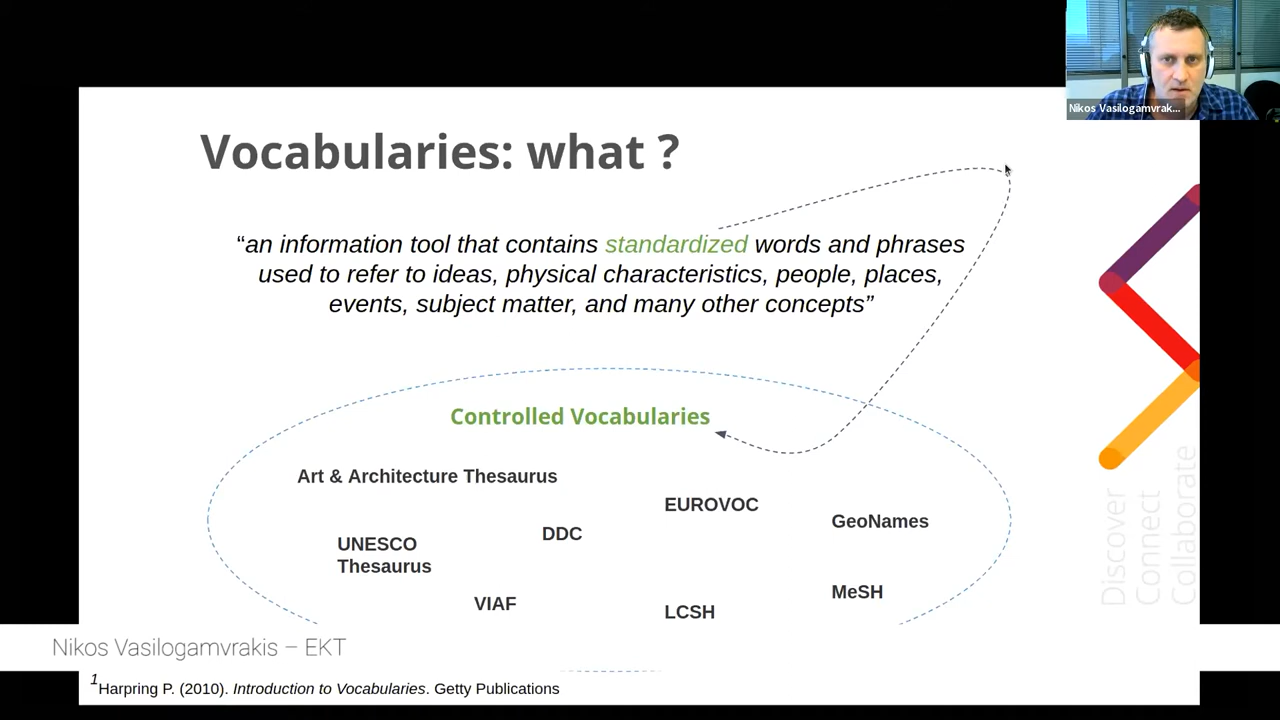 Nikos Vasilogamvrak...
Vocabularies: what ?
“an information tool that contains standardized words and phrases
used to refer to ideas, physical characteristics, people, places,
events, subject matter, and many other concepts”
Controlled Vocabularies
Art & Architecture Thesaurus
EUROVOC
GeoNames
DDC
UNESCO
Thesaurus
MeSH
VIAF
LCSH
Discover
Connect
Collaborate
Nikos Vasilogamvrakis – EKT
1Harpring P. (2010). Introduction to Vocabularies. Getty Publications